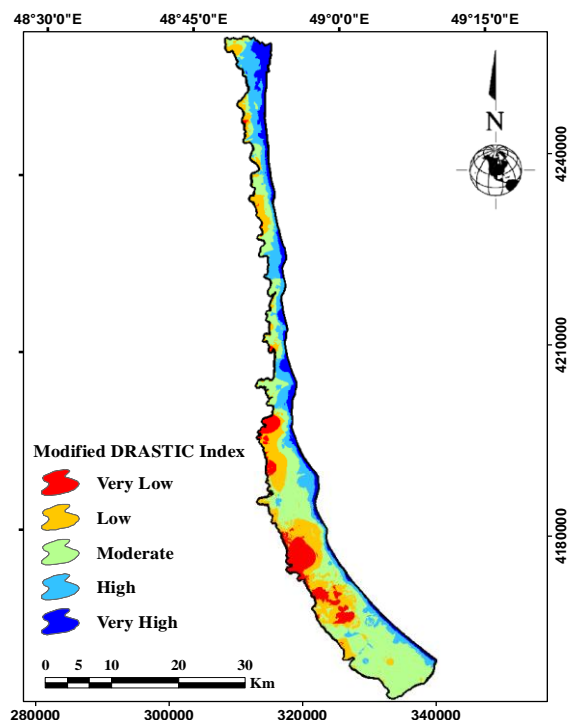 48°30'0"E 48°45'0"E 49°0'0"E 49°15'0"E
N
4240000
4210000
4180000
Modified DRASTIC Index
Very Low
Low
Moderate
High
Very High
0 5 10 20 30
Km
280000 300000 320000 340000